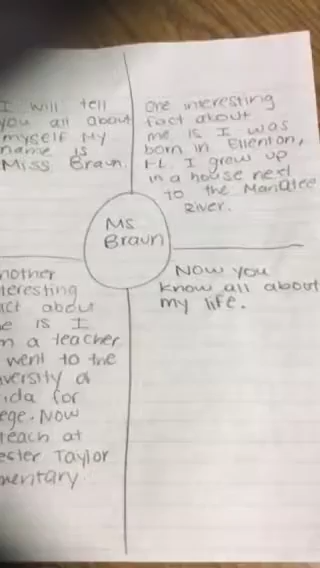 I will tell
you all about
myself My
name is
Miss Braun.
One interesting
fact about
me is I was
born in Ellenton,
FL. I grew up
in a house next
to the Manatee
River.
Ms
Braun
nother
teresting
act about
e is I
m a teacher
went to the
versity of
ida for
ege. Now
teach at
ester Taylor
mentary
Now you
know all about
my life.